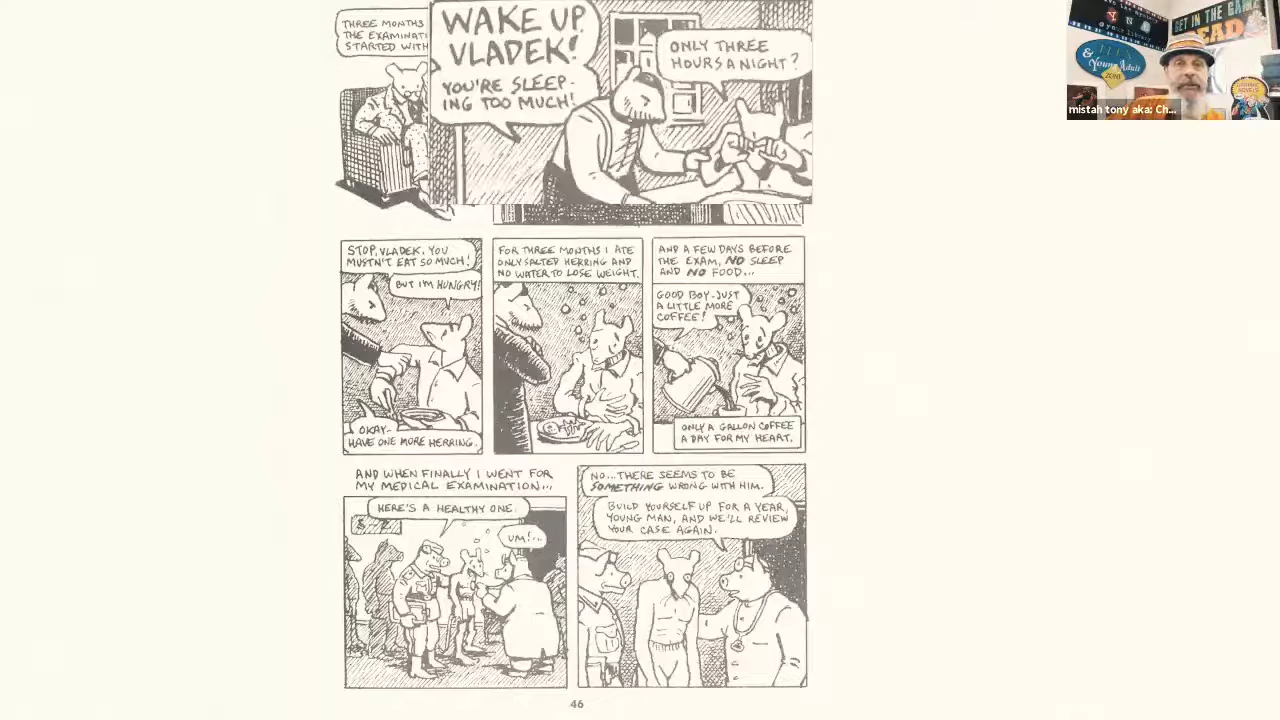 THREE MONTHS
THE EXAMINATI
STARTED WITH
WAKE UP,
VLADEK!
YOU'RE SLEEP-
ING TOO MUCH!
ONLY THREE
HOURS A NIGHT?
STOP, VLADEK. YOU
MUSTN'T EAT SO MUCH!
BUT I'M HUNGRY!
OKAY-
HAVE ONE MORE HERRING.
FOR THREE MONTHS I ATE
ONLY SALTED HERRING AND
NO WATER TO LOSE WEIGHT.
AND A FEW DAYS BEFORE
THE EXAM, NO SLEEP
AND NO FOOD...
GOOD BOY-JUST
A LITTLE MORE
COFFEE!
ONLY A GALLON COFFEE
A DAY FOR MY HEART.
AND WHEN FINALLY I WENT FOR
MY MEDICAL EXAMINATION...
HERE'S A HEALTHY ONE.
UM!...
NO...THERE SEEMS TO BE
SOMETHING WRONG WITH HIM.
BUILD YOURSELF UP FOR A YEAR,
YOUNG MAN, AND WE'LL REVIEW
YOUR CASE AGAIN.
46
GET IN THE GAME
EAD
your library
& Young Adult
ZONE
mistah tony aka: Ch...